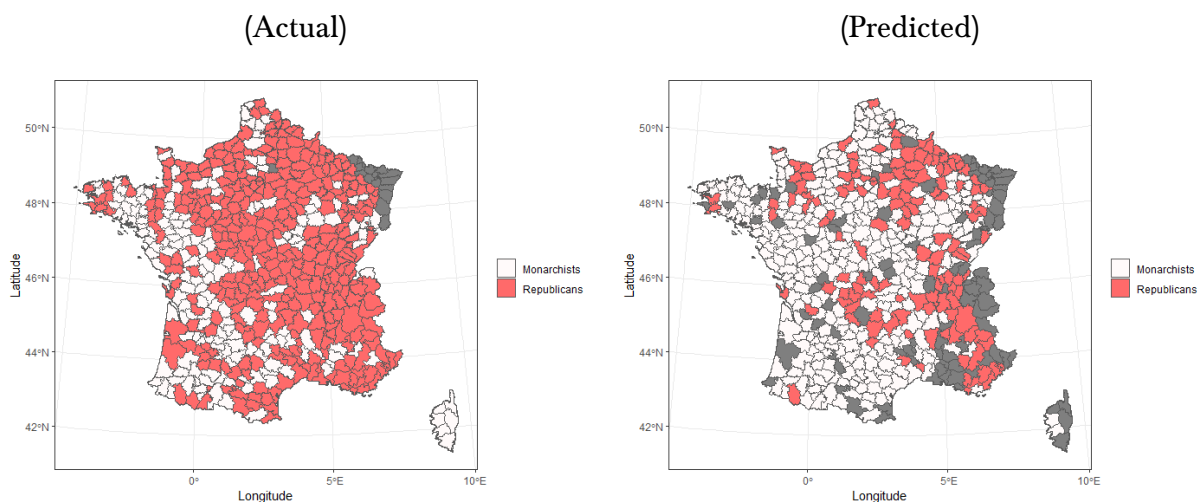 (Actual)
50°N
48°N
46°N
44°N
42°N
Latitude
0°
5°E
10°E
Longitude
Monarchists
Republicans
(Predicted)
50°N
48°N
46°N
44°N
42°N
Latitude
0°
5°E
10°E
Longitude
Monarchists
Republicans